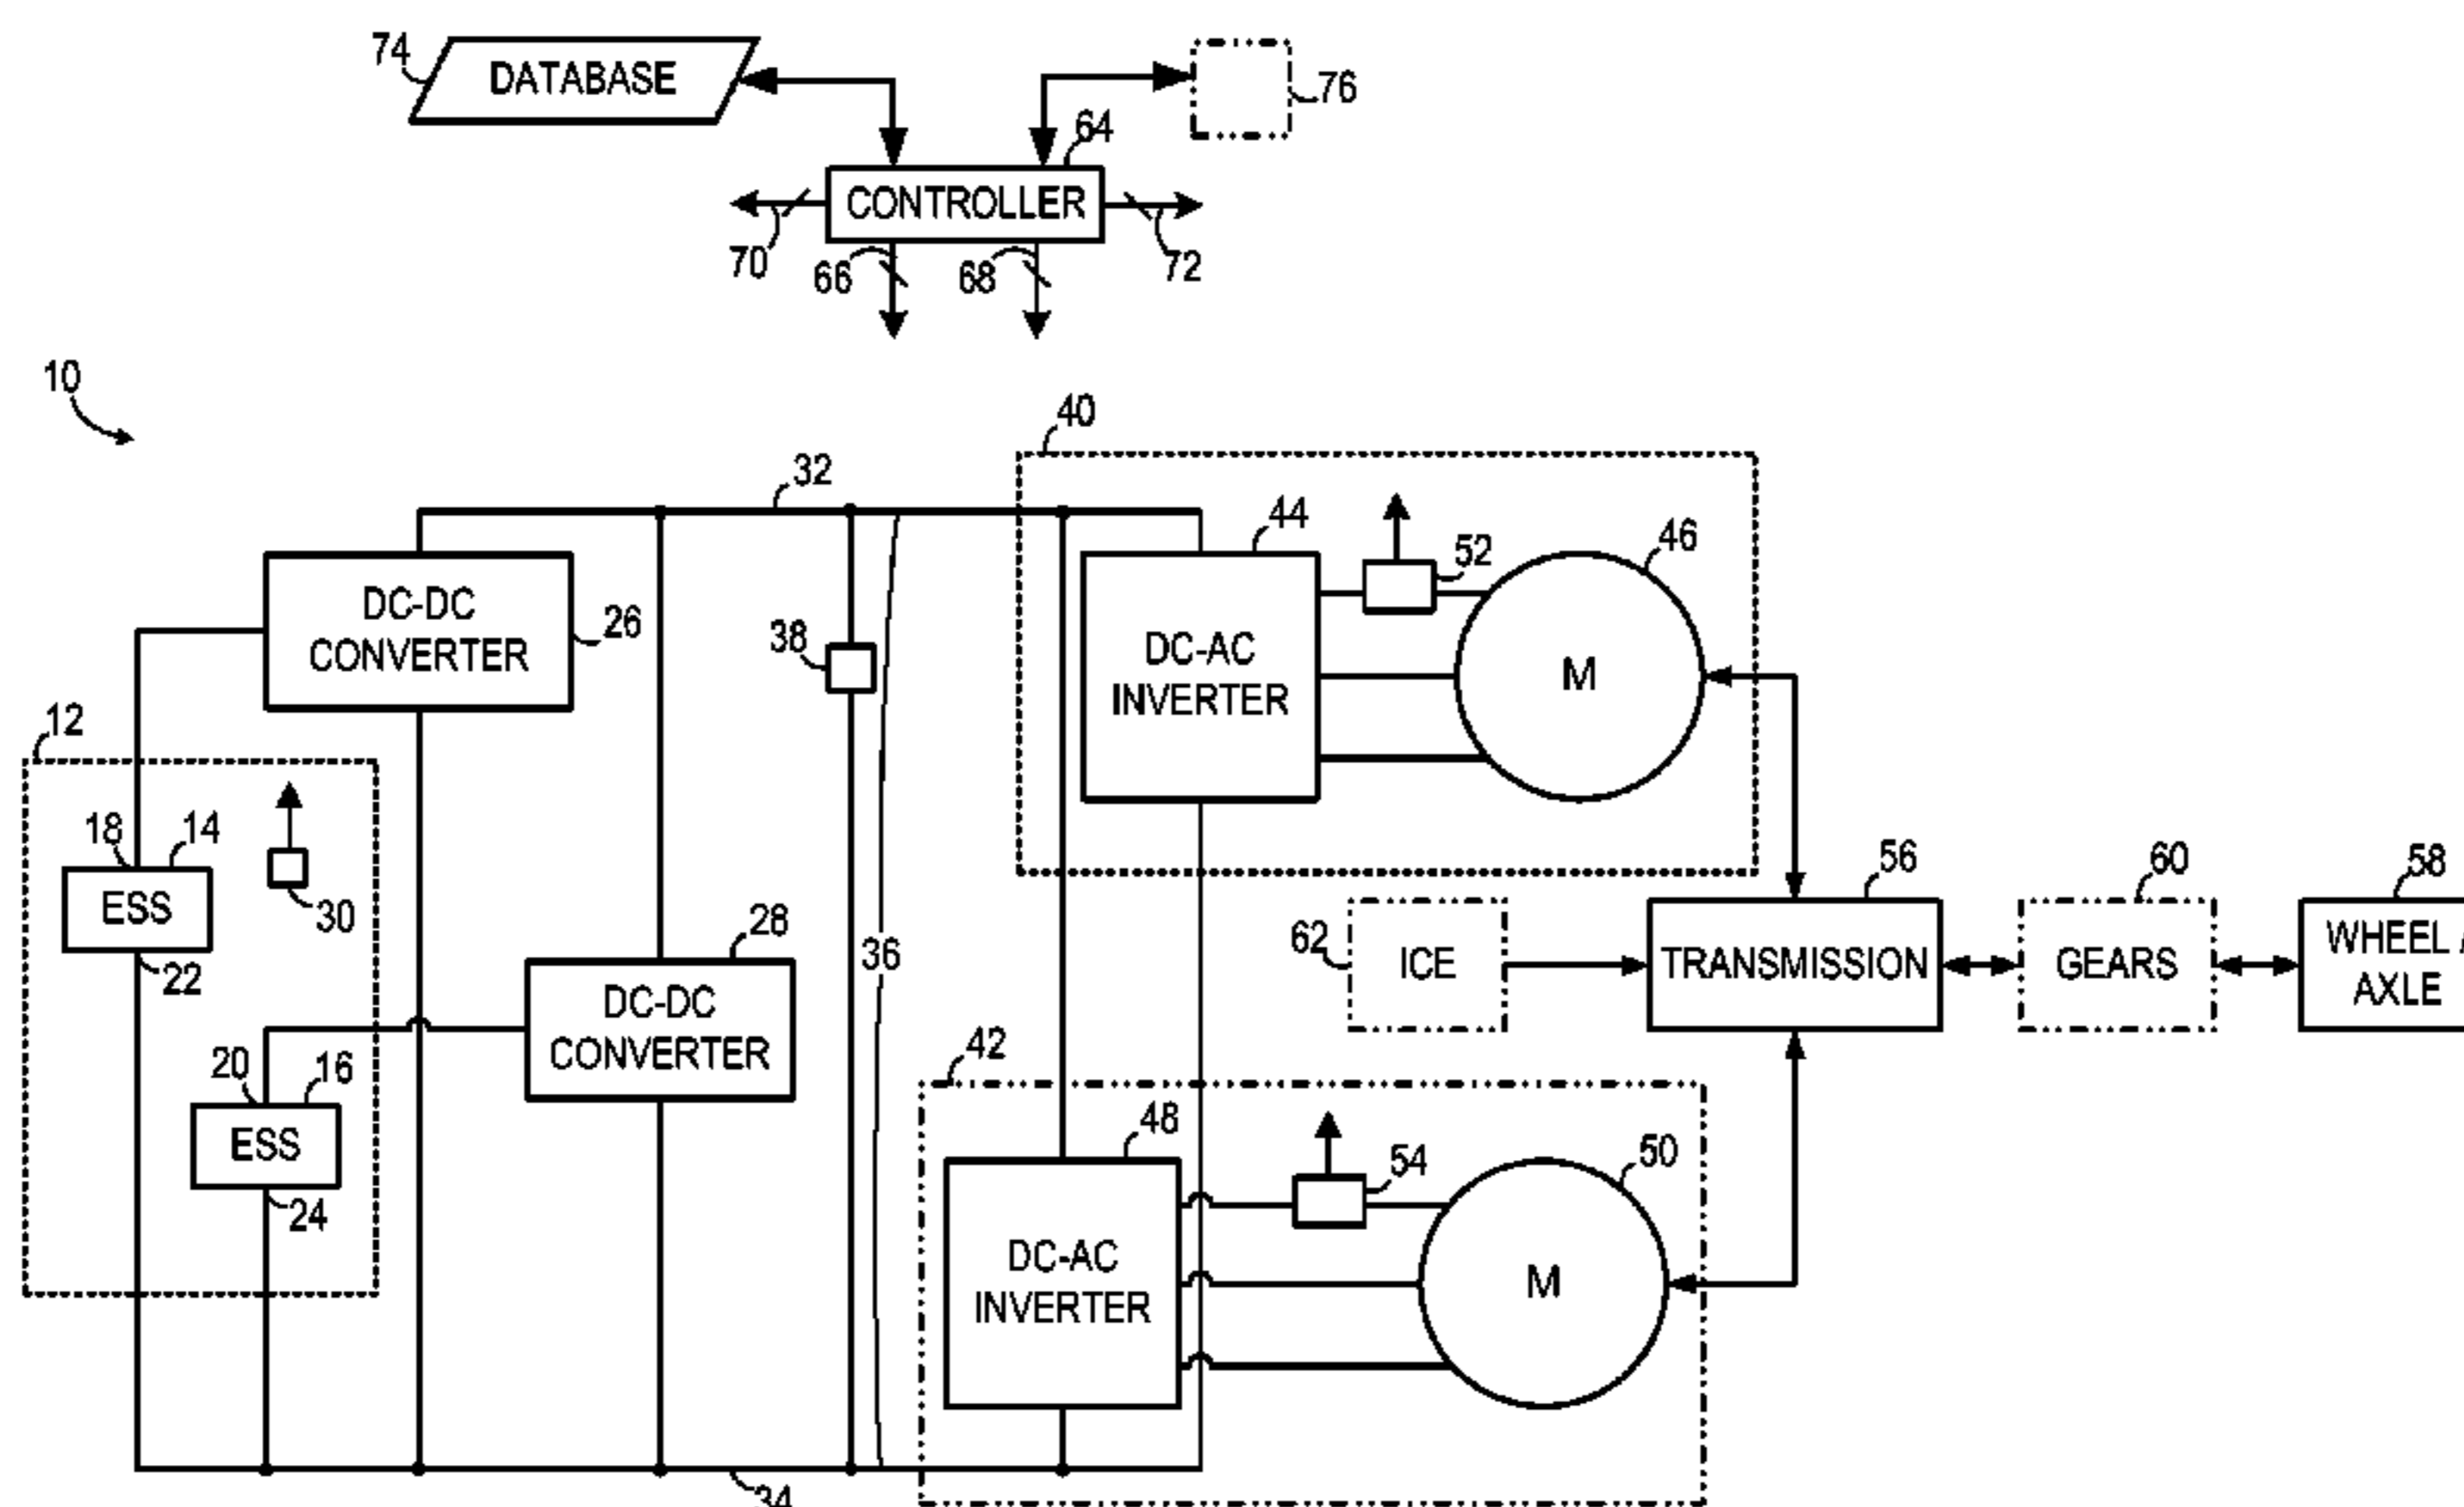 74
DATABASE
76
64
CONTROLLER
70
66
68
72
10
40
32
44
52
46
DC-DC
CONVERTER
26
38
DC-AC
INVERTER
M
12
18
14
ESS
30
22
28
DC-DC
CONVERTER
36
62
ICE
56
TRANSMISSION
60
GEARS
58
WHEEL
AXLE
20
16
ESS
24
42
48
54
50
DC-AC
INVERTER
M
34